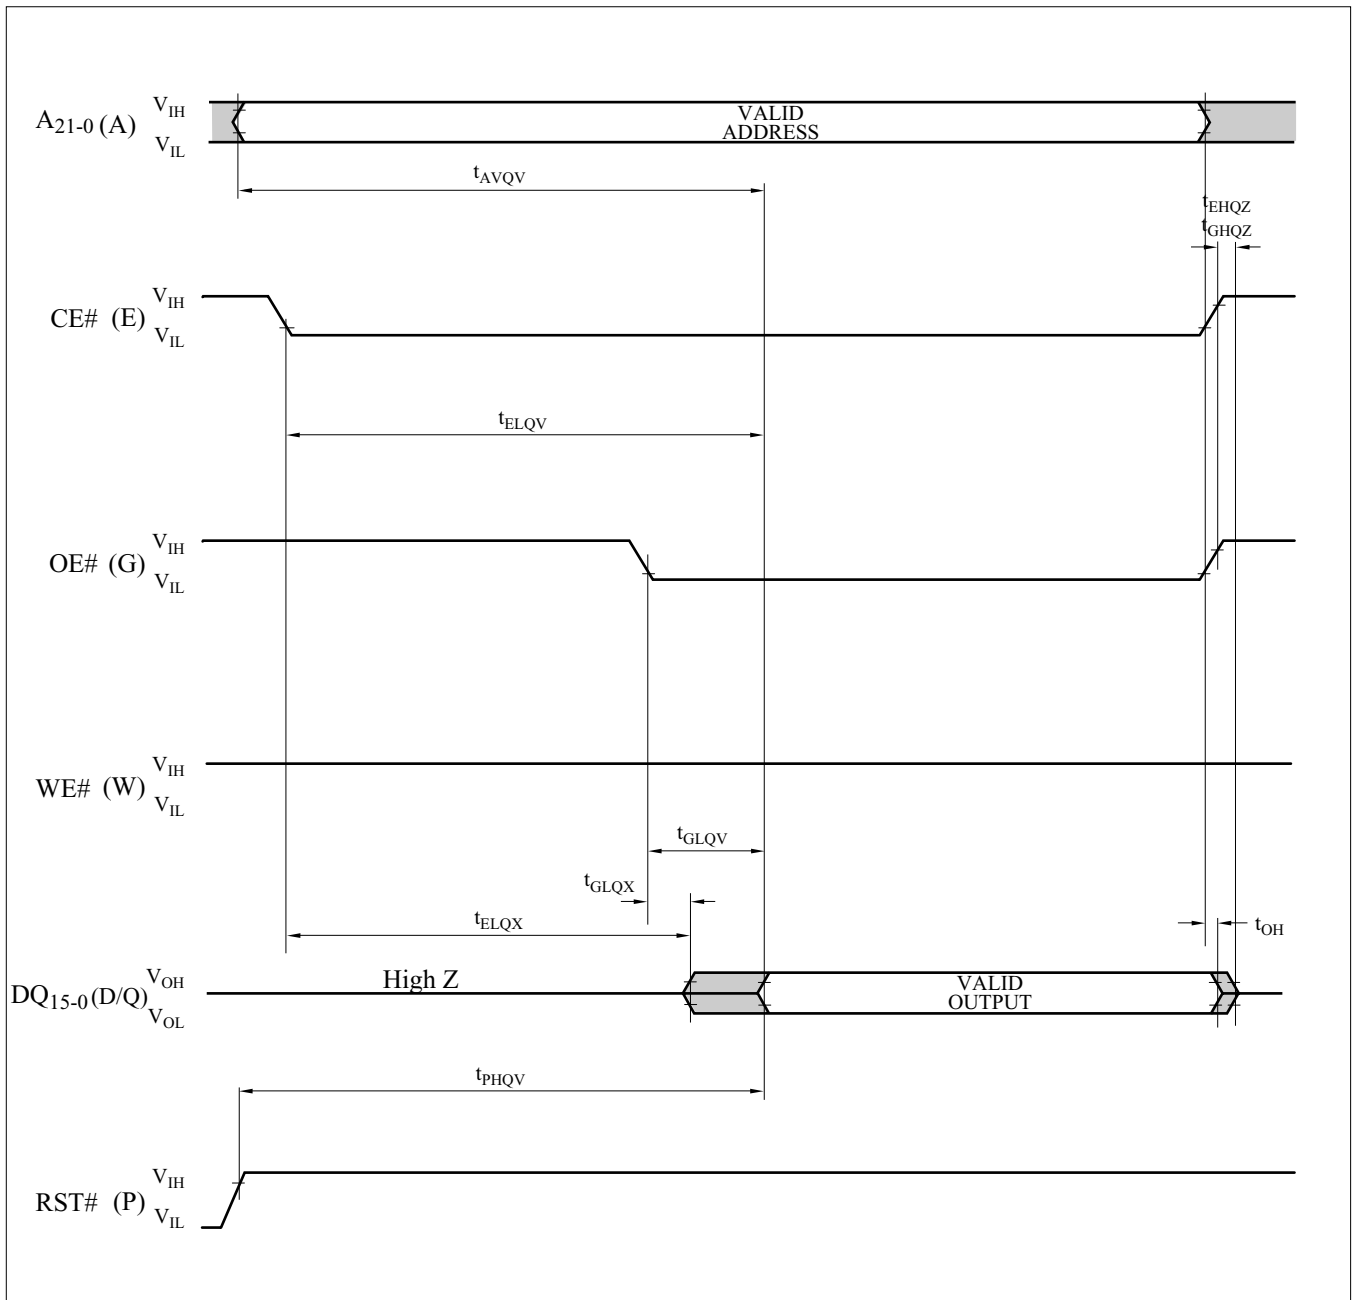 A21-0 (A) VIH VIL
VALID
ADDRESS
tAVQV
tEHQZ
tGHQZ
CE# (E) VIH VIL
tELQV
OE# (G) VIH VIL
WE# (W) VIH VIL
tGLQV
tGLQX
tELQX
tOH
DQ15-0 (D/Q) VOH VOL
High Z
VALID
OUTPUT
tPHQV
RST# (P) VIH VIL